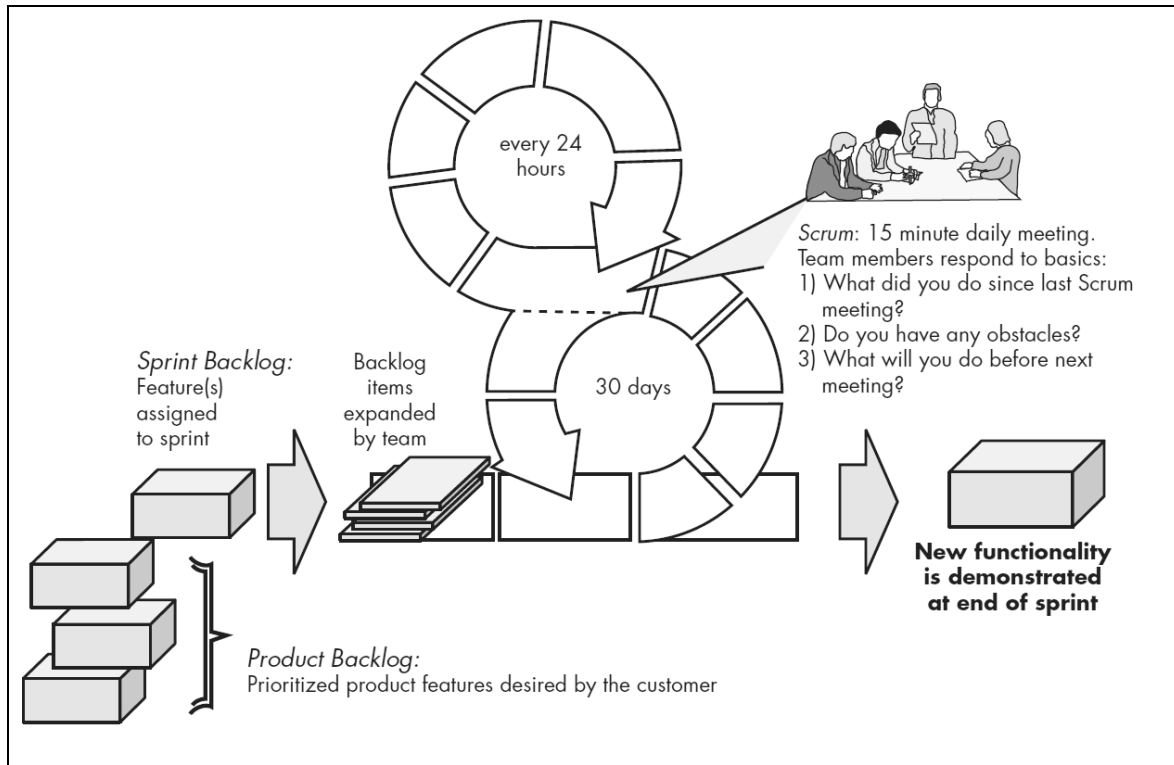 every 24
hours
Scrum: 15 minute daily meeting.
Team members respond to basics:
1) What did you do since last Scrum
meeting?
2) Do you have any obstacles?
3) What will you do before next
meeting?
Sprint Backlog:
Feature(s)
assigned
to sprint
Backlog
items
expanded
by team
30 days
New functionality
is demonstrated
at end of sprint
Product Backlog:
Prioritized product features desired by the customer